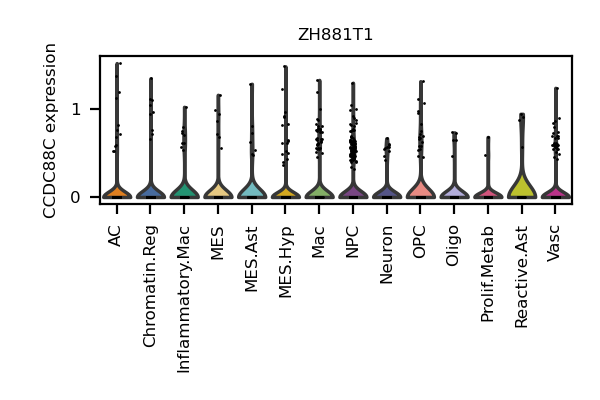 ZH881T1
CCDC88C expression
1
0
AC
Chromatin.Reg
Inflammatory.Mac
MES
MES.Ast
MES.Hyp
Mac
NPC
Neuron
OPC
Oligo
Prolif.Metab
Reactive.Ast
Vasc